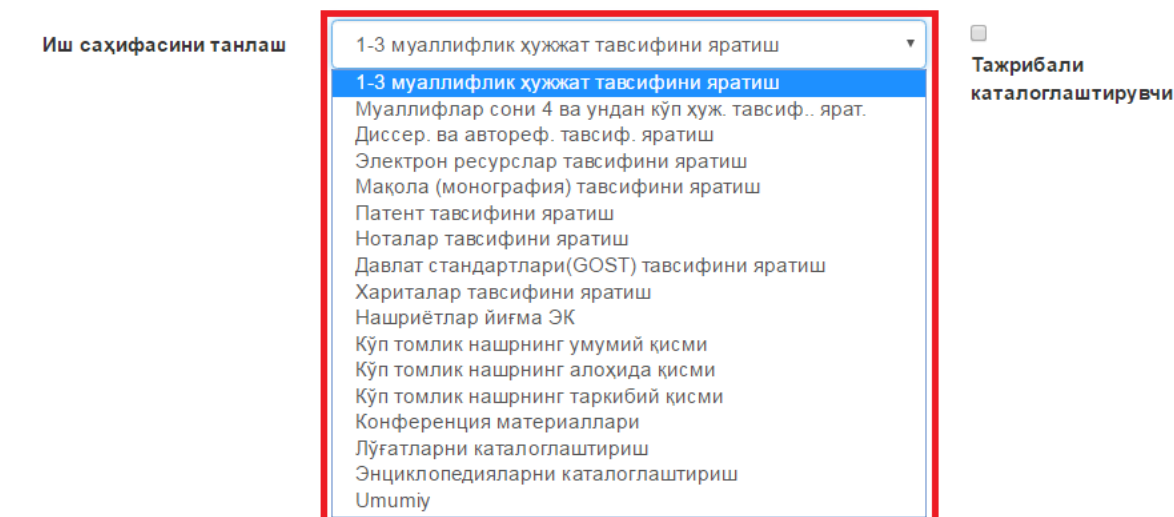 Иш саҳифасини танлаш
1-3 муаллифлик ҳужжат тавсифини яратиш
Тажрибали
каталоглаштирувчи
1-3 муаллифлик ҳужжат тавсифини яратиш
Муаллифлар сони 4 ва ундан кўп ҳуж. тавсиф.. ярат.
Диссер. ва автореф. тавсиф. яратиш
Электрон ресурслар тавсифини яратиш
Мақола (монография) тавсифини яратиш
Патент тавсифини яратиш
Ноталар тавсифини яратиш
Давлат стандартлари(GOST) тавсифини яратиш
Хариталар тавсифини яратиш
Нашриётлар йиғма ЭК
Кўп томлик нашрнинг умумий қисми
Кўп томлик нашрнинг алоҳида қисми
Кўп томлик нашрнинг таркибий қисми
Конференция материаллари
Лўғатларни каталоглаштириш
Энциклопедияларни каталоглаштириш
Umumiy